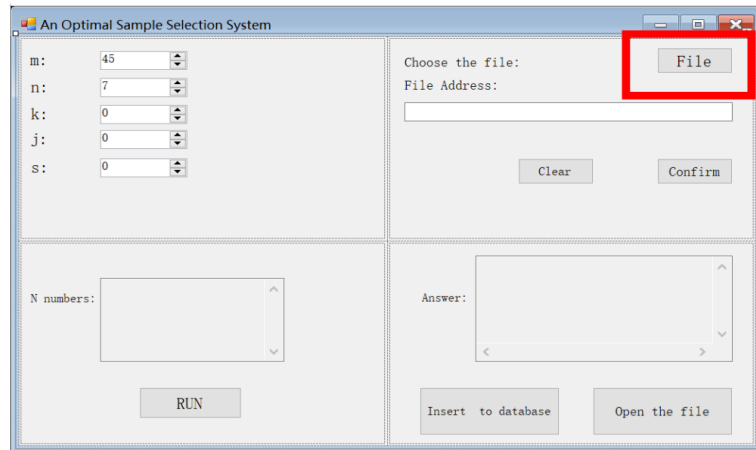 An Optimal Sample Selection System
m: 45
n: 7
k: 0
j: 0
s: 0
Choose the file: File
File Address:
Clear Confirm
N numbers:
RUN
Answer:
Insert to database Open the file